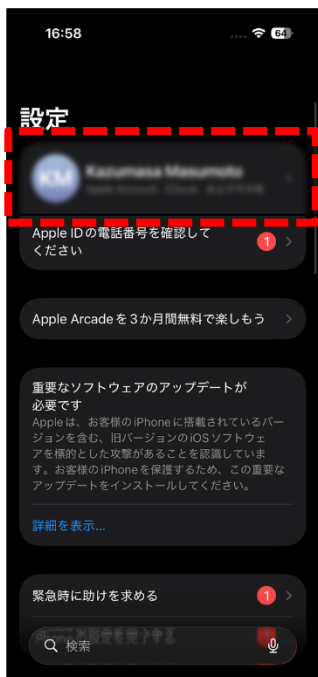 16:58
64
設定
KM
Kazumasa Masumoto
Apple IDの電話番号を確認して
ください
1
Apple Arcadeを3か月間無料で楽しもう
重要なソフトウェアのアップデートが
必要です
Appleは、お客様のiPhoneに搭載されているバー
ジョンを含む、旧バージョンのiOSソフトウェ
アを標的とした攻撃があることを認識していま
す。お客様のiPhoneを保護するため、この重要な
アップデートをインストールしてください。
詳細を表示...
緊急時に助けを求める
1
検索